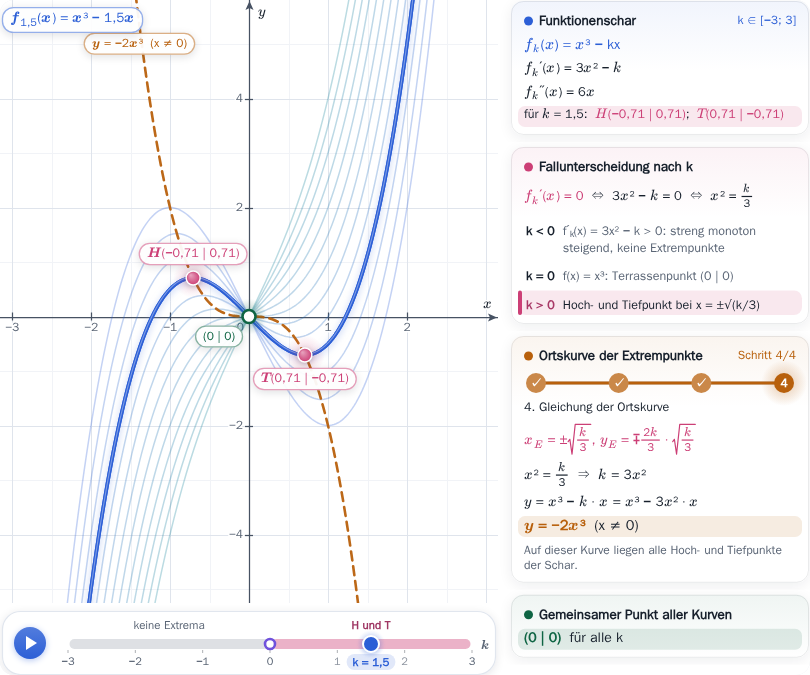 f₁,₅(x) = x³ − 1,5x
y = −2x³ (x ≠ 0)
y
4
2
H(−0,71 | 0,71)
x
−3 −2 −1 0 1 2
(0 | 0)
T(0,71 | −0,71)
−2
−4
keine Extrema H und T
k
−3 −2 −1 0 1 k = 1,5 2 3
Funktionenschar k ∈ [−3; 3]
fₖ(x) = x³ − kx
fₖ′(x) = 3x² − k
fₖ″(x) = 6x
für k = 1,5: H(−0,71 | 0,71); T(0,71 | −0,71)
Fallunterscheidung nach k
fₖ′(x) = 0 ⇔ 3x² − k = 0 ⇔ x² = k/3
k < 0 f′ₖ(x) = 3x² − k > 0: streng monoton
steigend, keine Extrempunkte
k = 0 f(x) = x³: Terrassenpunkt (0 | 0)
k > 0 Hoch- und Tiefpunkt bei x = ±√(k/3)
Ortskurve der Extrempunkte Schritt 4/4
✓ ✓ ✓ 4
4. Gleichung der Ortskurve
x_E = ±√(k/3), y_E = ∓2k/3 · √(k/3)
x² = k/3 ⇒ k = 3x²
y = x³ − k · x = x³ − 3x² · x
y = −2x³ (x ≠ 0)
Auf dieser Kurve liegen alle Hoch- und Tiefpunkte
der Schar.
Gemeinsamer Punkt aller Kurven
(0 | 0) für alle k